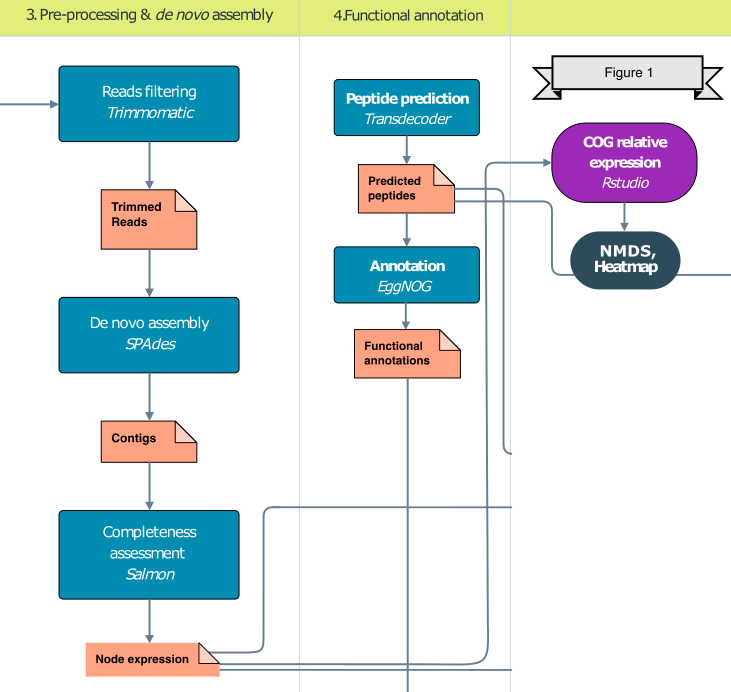 3. Pre-processing & de novo assembly
4.Functional annotation
Reads filtering
Trimmomatic
Trimmed
Reads
De novo assembly
SPAdes
Contigs
Completeness
assessment
Salmon
Node expression
Peptide prediction
Transdecoder
Predicted
peptides
Annotation
EggNOG
Functional
annotations
Figure 1
COG relative
expression
Rstudio
NMDS,
Heatmap